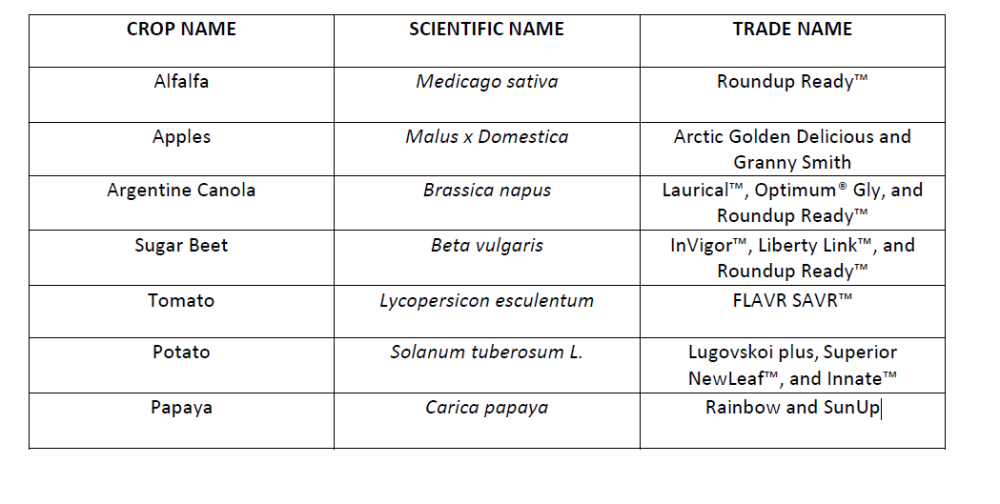 CROP NAME SCIENTIFIC NAME TRADE NAME
Alfalfa Medicago sativa Roundup Ready™
Apples Malus x Domestica Arctic Golden Delicious and
Granny Smith
Argentine Canola Brassica napus Laurical™, Optimum® Gly, and
Roundup Ready™
Sugar Beet Beta vulgaris InVigor™, Liberty Link™, and
Roundup Ready™
Tomato Lycopersicon esculentum FLAVR SAVR™
Potato Solanum tuberosum L. Lugovskoi plus, Superior
NewLeaf™, and Innate™
Papaya Carica papaya Rainbow and SunUp